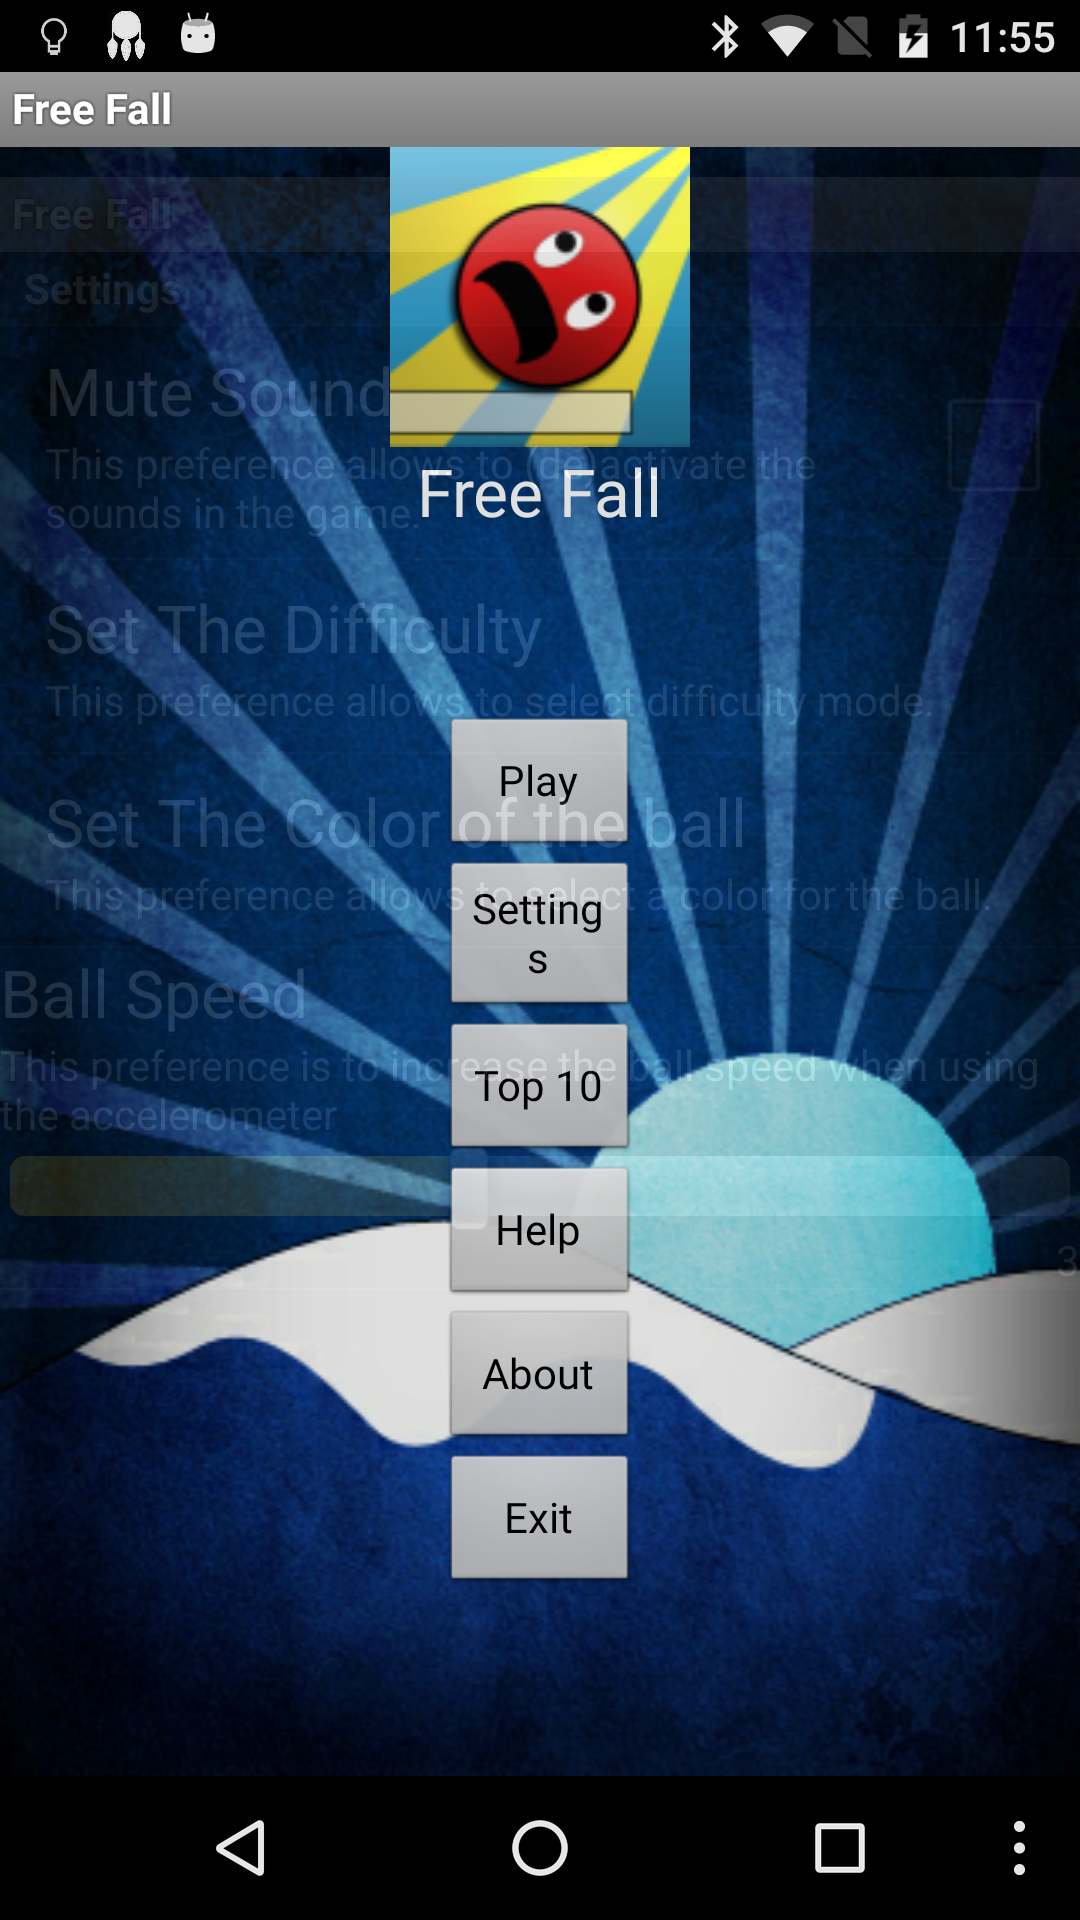 11:55
Free Fall
Free Fall
Settings
Mute Sound
This preference allows to deactivate the
sounds in the game.
Free Fall
Set The Difficulty
This preference allows to select difficulty mode.
Play
Set The Color of the ball
This preference allows to select a color for the ball.
Setting
s
Ball Speed
This preference is to increase the ball speed when using
the accelerometer
Top 10
Help
3
About
Exit